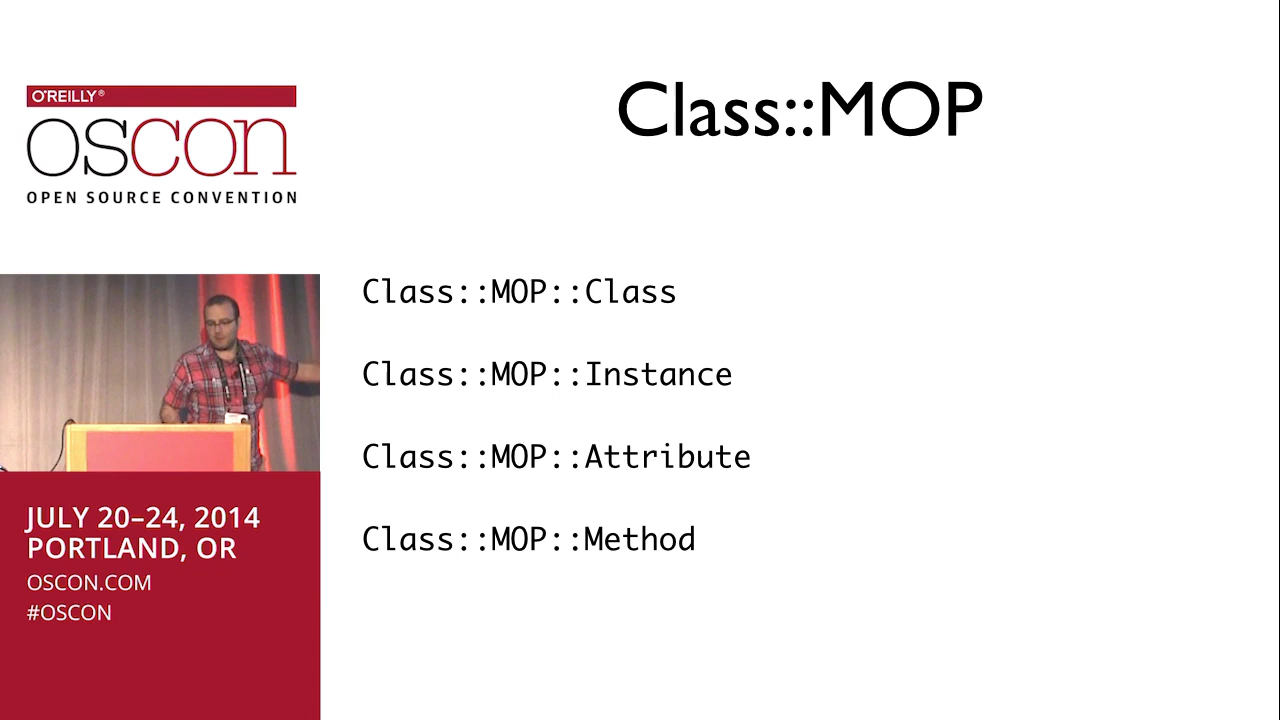 O'REILLY®
OSCON
OPEN SOURCE CONVENTION
JULY 20–24, 2014
PORTLAND, OR
OSCON.COM
#OSCON
Class::MOP
Class::MOP::Class
Class::MOP::Instance
Class::MOP::Attribute
Class::MOP::Method